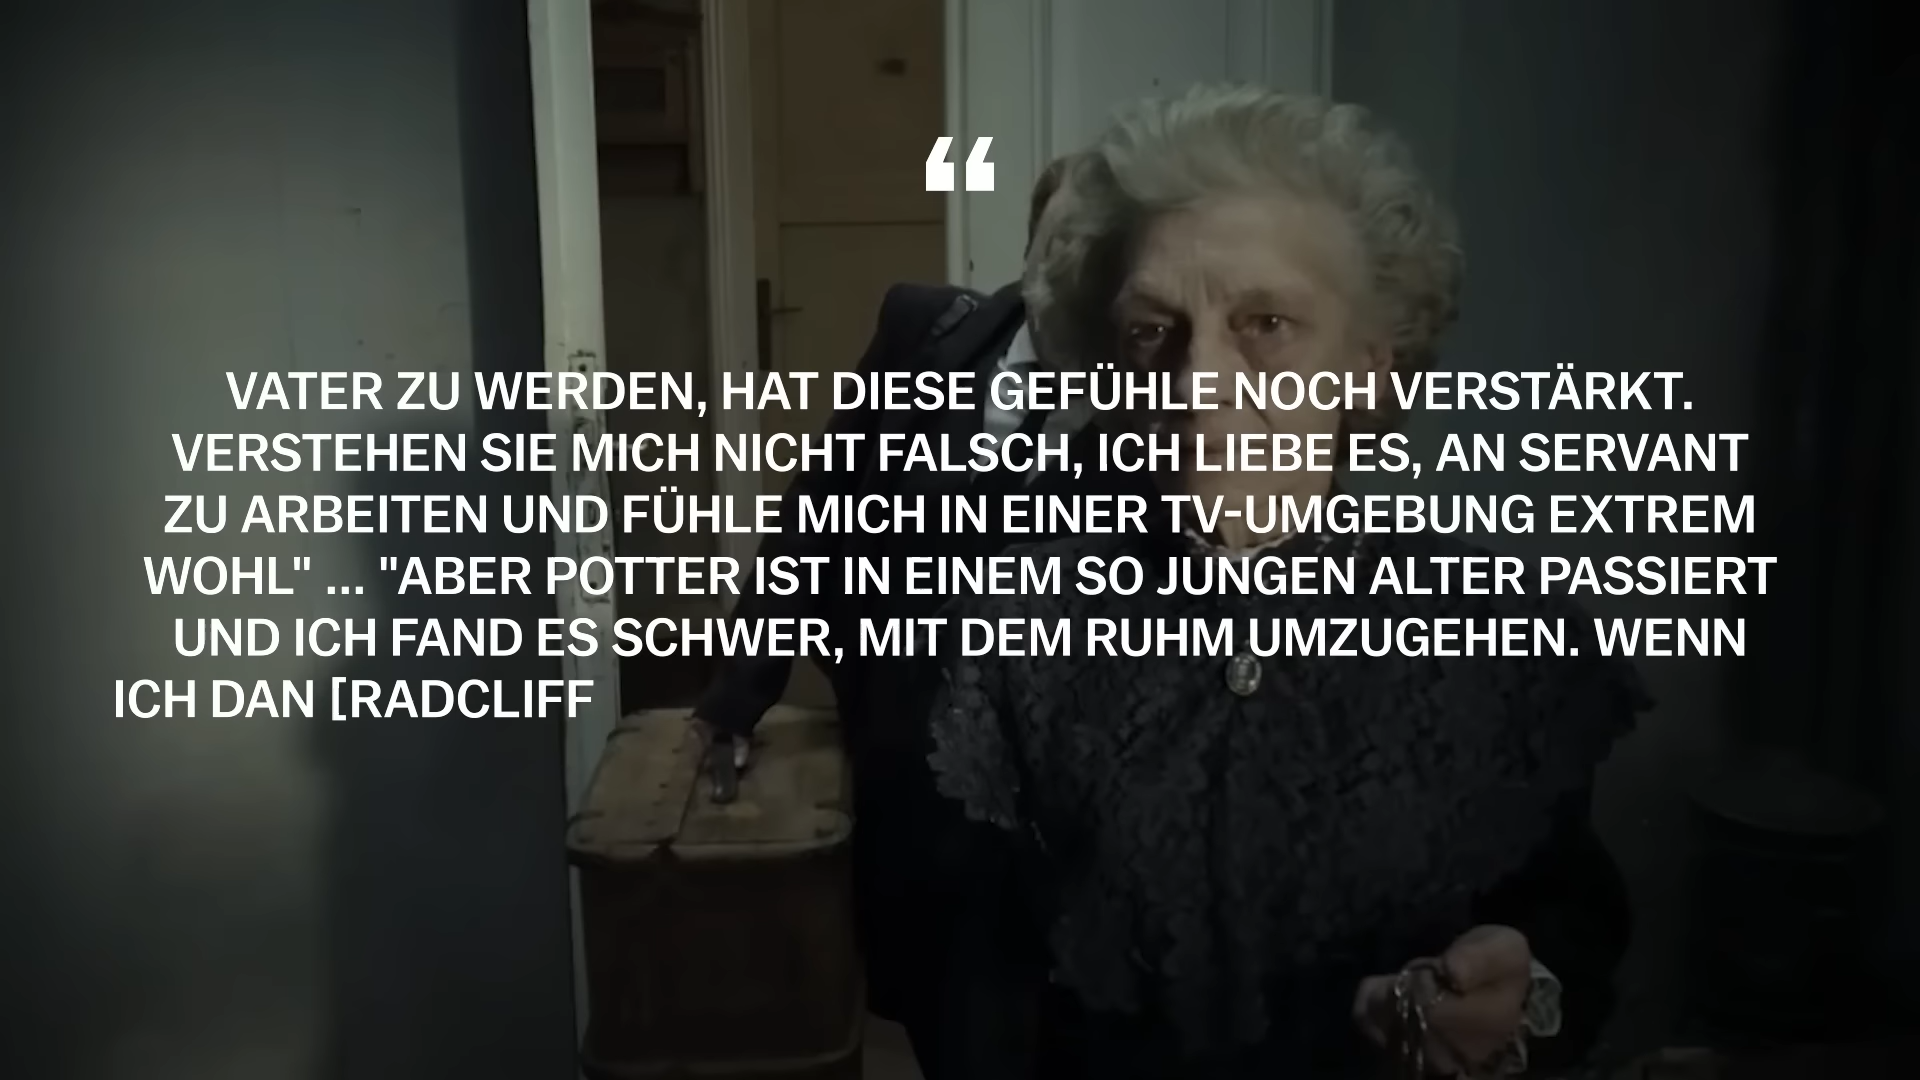 “
VATER ZU WERDEN, HAT DIESE GEFÜHLE NOCH VERSTÄRKT.
VERSTEHEN SIE MICH NICHT FALSCH, ICH LIEBE ES, AN SERVANT
ZU ARBEITEN UND FÜHLE MICH IN EINER TV-UMGEBUNG EXTREM
WOHL" ... "ABER POTTER IST IN EINEM SO JUNGEN ALTER PASSIERT
UND ICH FAND ES SCHWER, MIT DEM RUHM UMZUGEHEN. WENN
ICH DAN [RADCLIFF